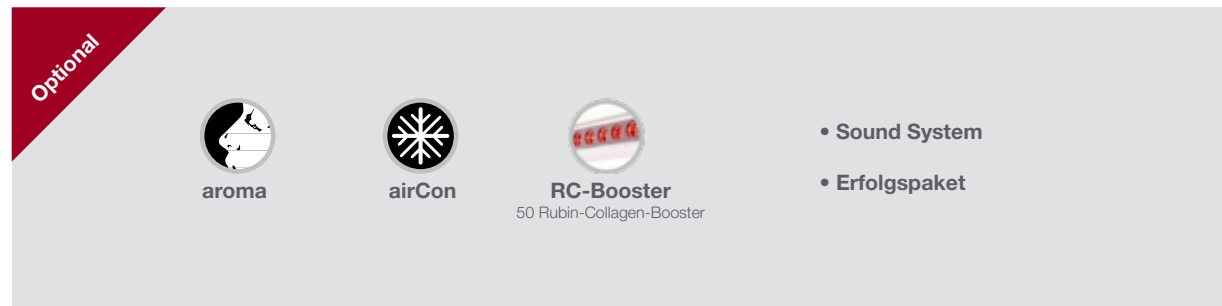 Optional
aroma
airCon
RC-Booster
50 Rubin-Collagen-Booster
• Sound System
• Erfolgspaket